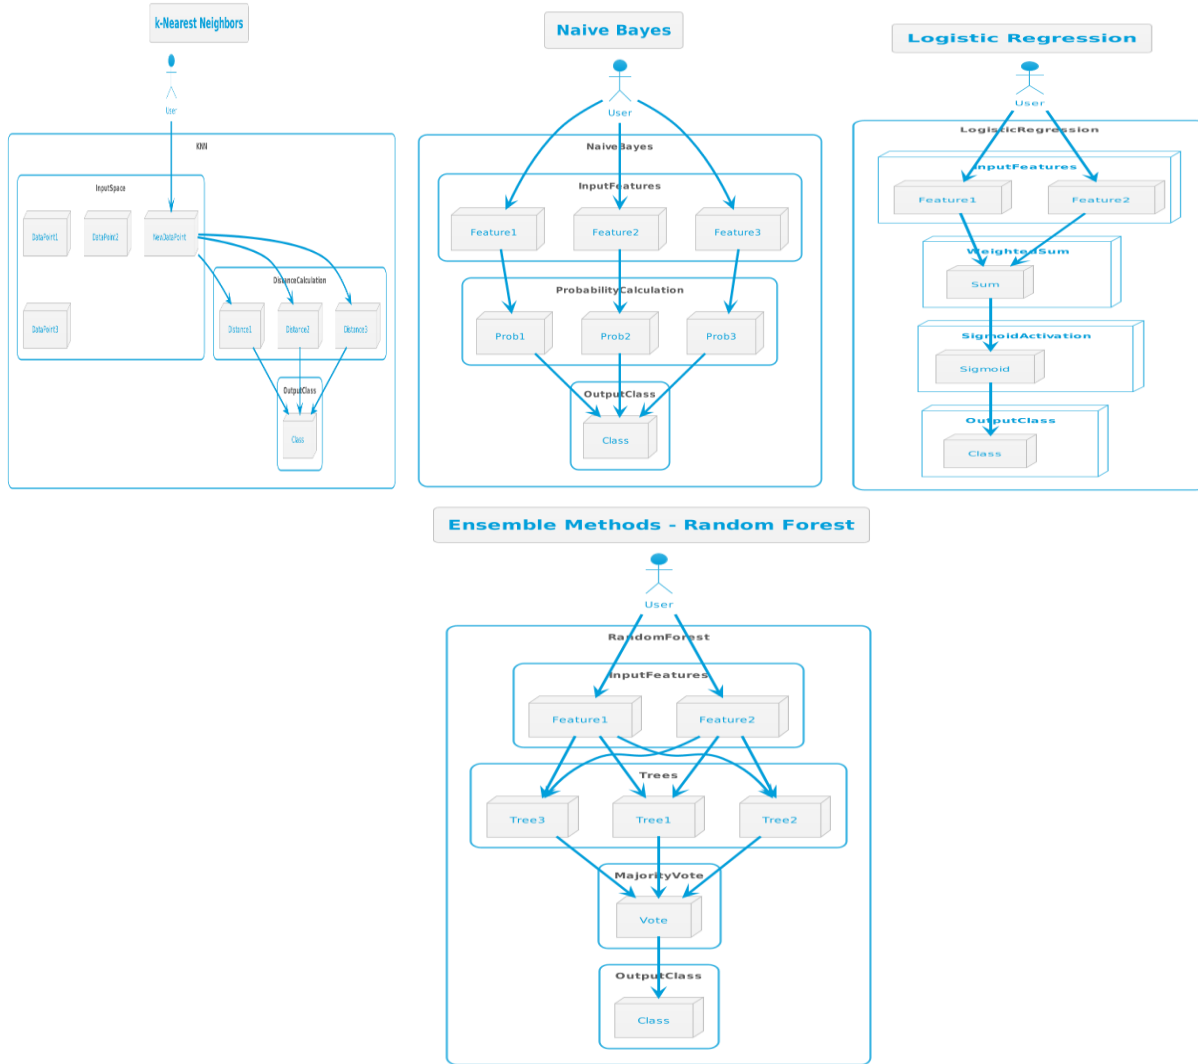 k-Nearest Neighbors
User
KNN
InputSpace
DataPoint1
DataPoint2
NewDataPoint
DataPoint3
DistanceCalculation
Distance1
Distance2
Distance3
OutputClass
Class
Naive Bayes
User
NaiveBayes
InputFeatures
Feature1
Feature2
Feature3
ProbabilityCalculation
Prob1
Prob2
Prob3
OutputClass
Class
Logistic Regression
User
LogisticRegression
InputFeatures
Feature1
Feature2
WeightedSum
Sum
SigmoidActivation
Sigmoid
OutputClass
Class
Ensemble Methods - Random Forest
User
RandomForest
InputFeatures
Feature1
Feature2
Trees
Tree3
Tree1
Tree2
MajorityVote
Vote
OutputClass
Class